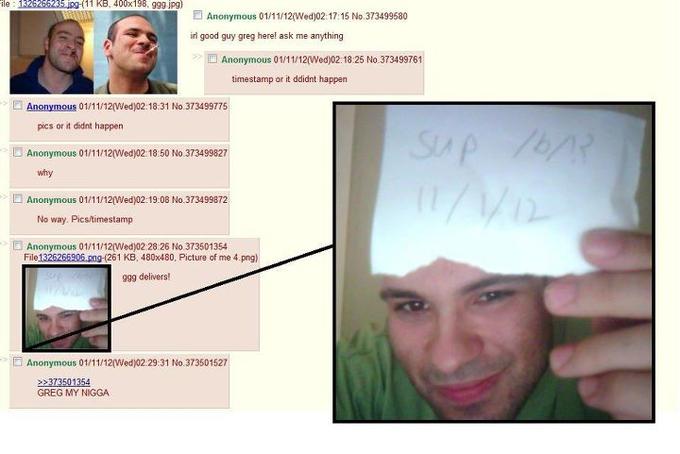 File : 1326266235.jpg-(11 KB, 400x198, ggg.jpg)
Anonymous 01/11/12(Wed)02:17:15 No.373499580
irl good guy greg here! ask me anything
>> Anonymous 01/11/12(Wed)02:18:25 No.373499761
timestamp or it ddidnt happen
>> Anonymous 01/11/12(Wed)02:18:31 No.373499775
pics or it didnt happen
>> Anonymous 01/11/12(Wed)02:18:50 No.373499827
why
>> Anonymous 01/11/12(Wed)02:19:08 No.373499872
No way. Pics/timestamp
>> Anonymous 01/11/12(Wed)02:28:26 No.373501354
File1326266906.png-(261 KB, 480x480, Picture of me 4.png)
ggg delivers!
>> Anonymous 01/11/12(Wed)02:29:31 No.373501527
>>373501354
GREG MY NIGGA
sup /b/?
11/1/12